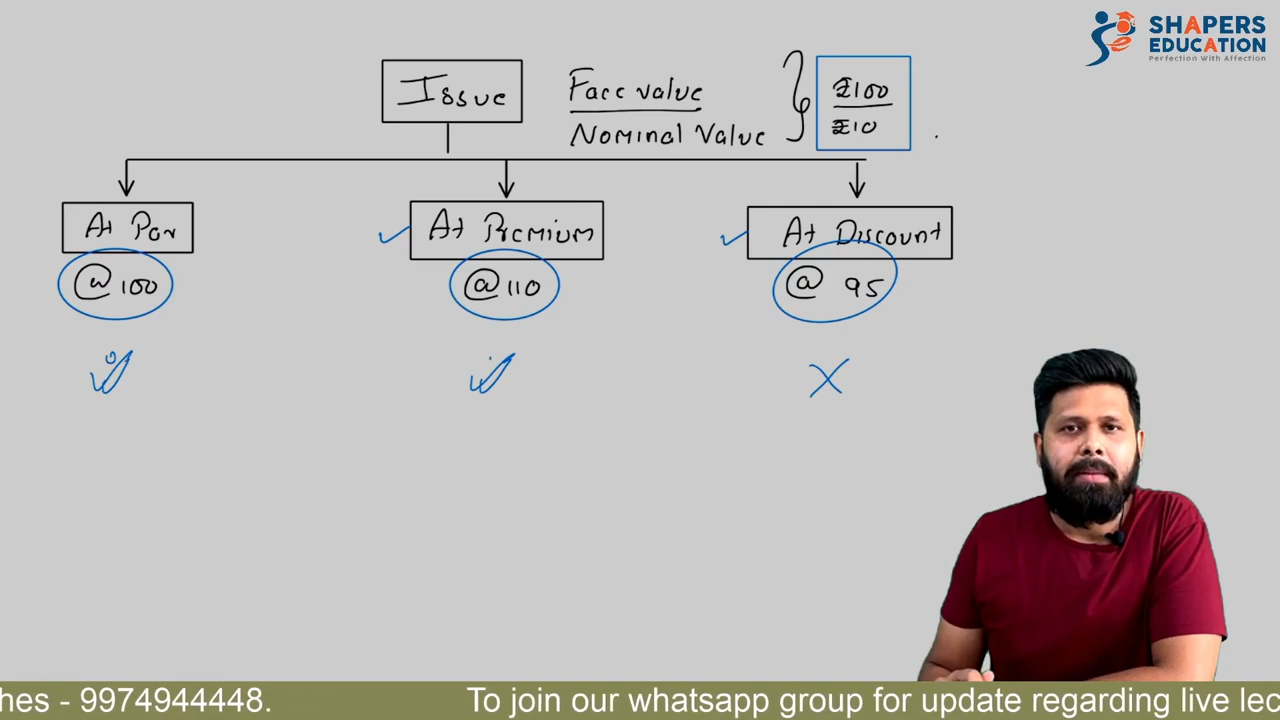 SHAPERS
EDUCATION
Perfection With Affection
Issue
Face value
Nominal Value
₹100
₹10
At Par
At Premium
At Discount
@ 100
@ 110
@ 95
hes - 9974944448.
To join our whatsapp group for update regarding live lec